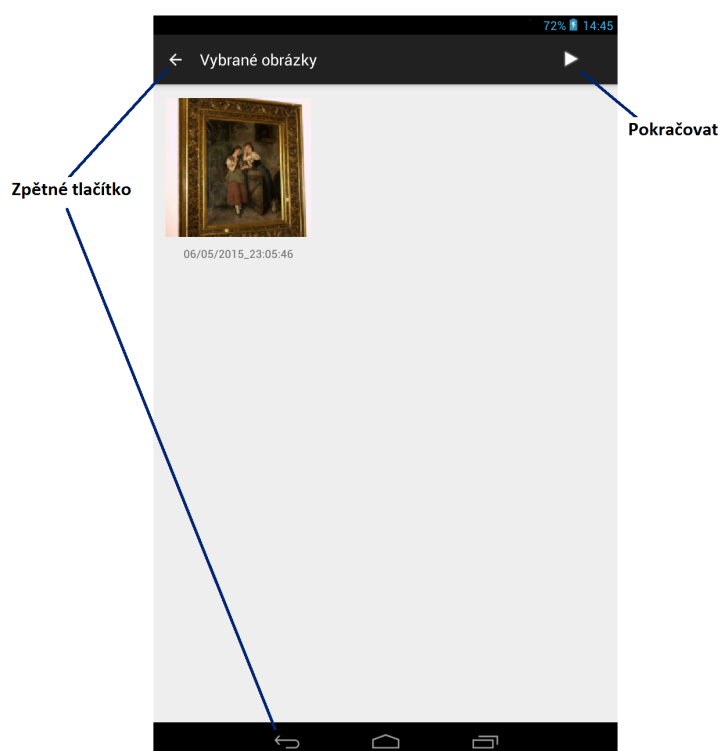 72% 14:45
Vybrané obrázky
Pokračovat
Zpětné tlačítko
06/05/2015_23:05:46